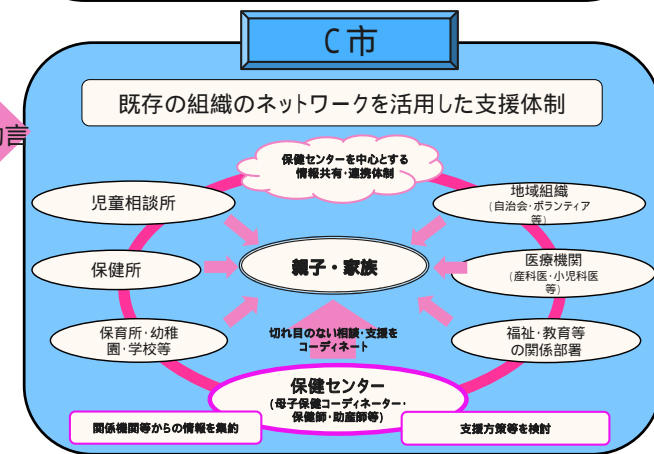 C市
既存の組織のネットワークを活用した支援体制
言
保健センターを中心とする
情報共有・連携体制
児童相談所
地域組織
(自治会・ボランティア
等)
保健所
親子・家族
医療機関
(産科医・小児科医
等)
保育所・幼稚
園・学校等
切れ目のない相談・支援を
コーディネート
福祉・教育等
の関係部署
保健センター
(母子保健コーディネーター・
保健師・助産師等)
関係機関等からの情報を集約
支援方策等を検討